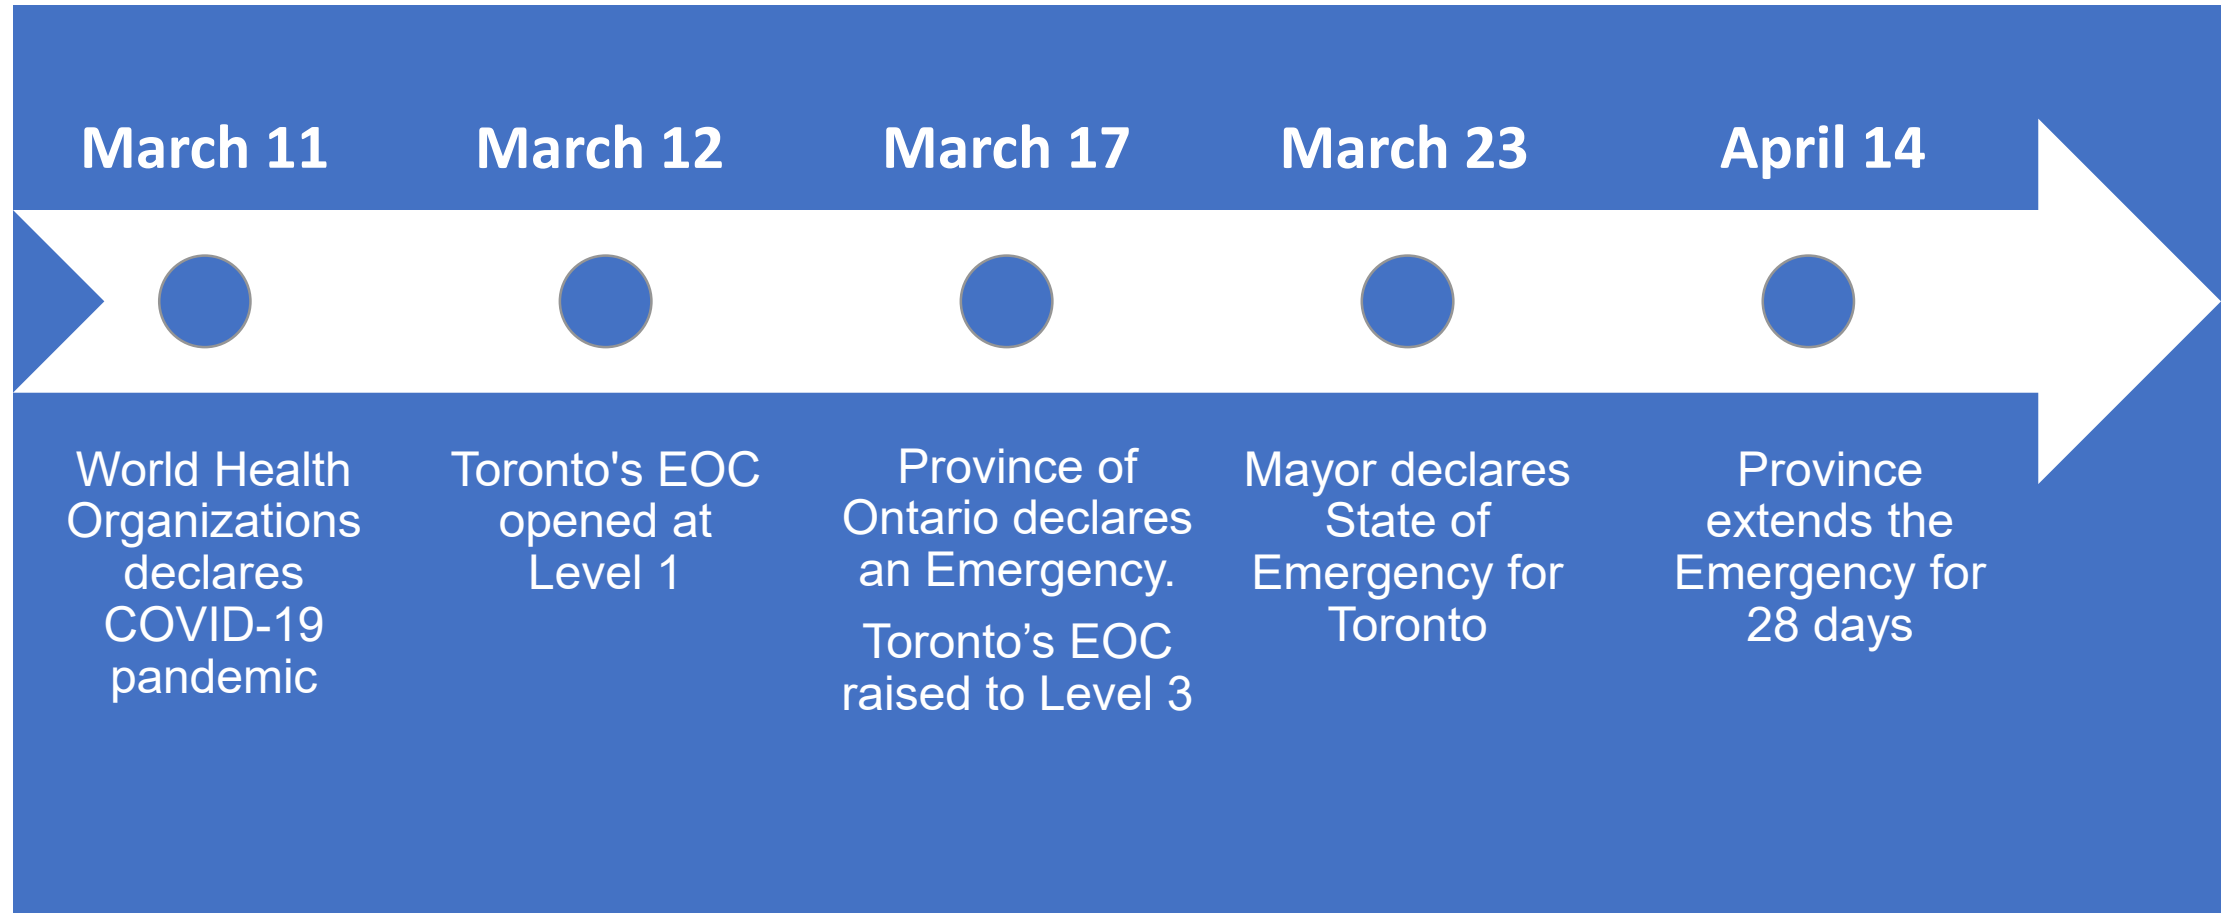 March 11
World Health
Organizations
declares
COVID-19
pandemic
March 12
Toronto's EOC
opened at
Level 1
March 17
Province of
Ontario declares
an Emergency.
Toronto’s EOC
raised to Level 3
March 23
Mayor declares
State of
Emergency for
Toronto
April 14
Province
extends the
Emergency for
28 days